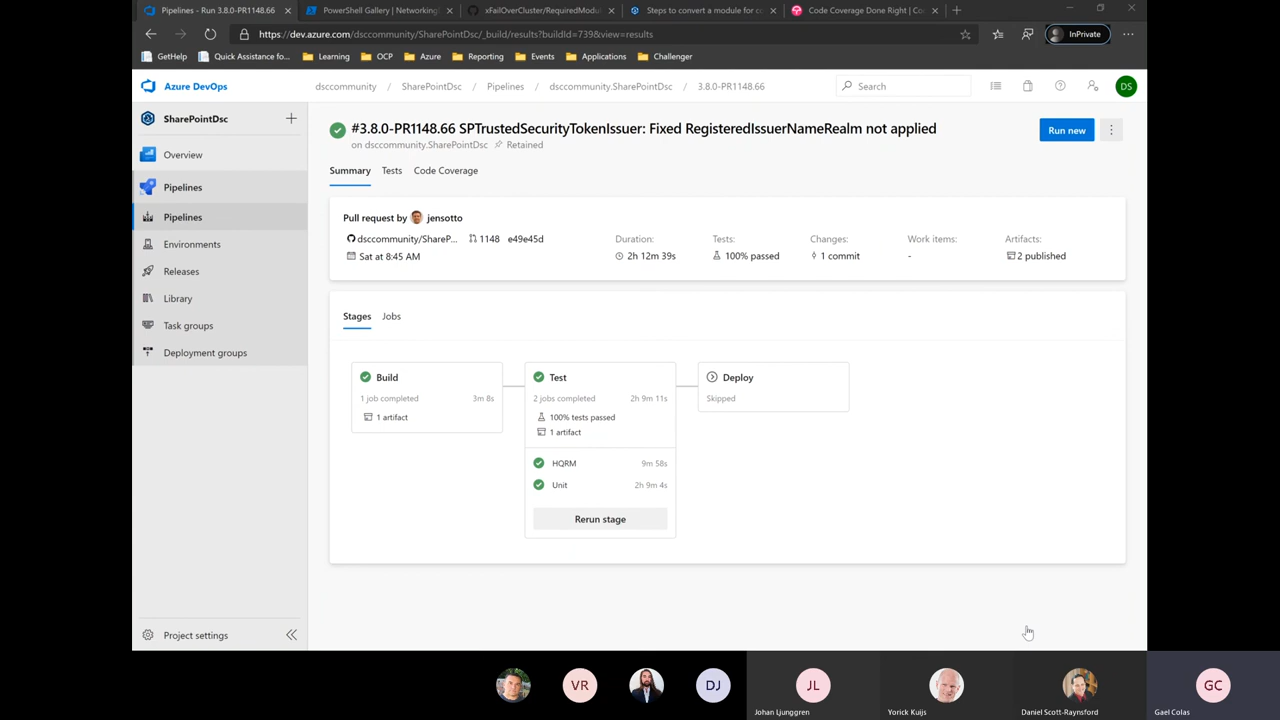 Pipelines - Run 3.8.0-PR1148.66
PowerShell Gallery | Networking
xFailOverCluster/RequiredModul
Steps to convert a module for co
Code Coverage Done Right | Co
https://dev.azure.com/dsccommunity/SharePointDsc/_build/results?buildId=739&view=results
InPrivate
GetHelp
Quick Assistance fo...
Learning
OCP
Azure
Reporting
Events
Applications
Challenger
Azure DevOps
dsccommunity / SharePointDsc / Pipelines / dsccommunity.SharePointDsc / 3.8.0-PR1148.66
Search
DS
SharePointDsc
#3.8.0-PR1148.66 SPTrustedSecurityTokenIssuer: Fixed RegisteredIssuerNameRealm not applied
on dsccommunity.SharePointDsc
Retained
Run new
Overview
Pipelines
Pipelines
Environments
Releases
Library
Task groups
Deployment groups
Project settings
Summary
Tests
Code Coverage
Pull request by jensotto
dsccommunity/ShareP...
1148
e49e45d
Sat at 8:45 AM
Duration:
2h 12m 39s
Tests:
100% passed
Changes:
1 commit
Work items:
-
Artifacts:
2 published
Stages
Jobs
Build
1 job completed
3m 8s
1 artifact
Test
2 jobs completed
2h 9m 11s
100% tests passed
1 artifact
HQRM
9m 58s
Unit
2h 9m 4s
Rerun stage
Deploy
Skipped
VR
DJ
JL
Johan Ljunggren
Yorick Kuijs
Daniel Scott-Raynsford
GC
Gael Colas